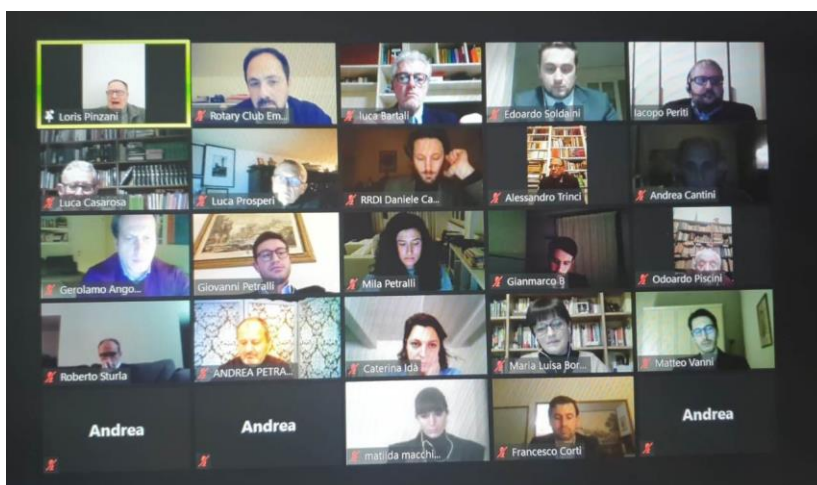 Loris Pinzani
Rotary Club Em...
luca Bartali
Edoardo Soldaini
Iacopo Periti
Luca Casarosa
Luca Prosperi
RRDI Daniele Ca...
Alessandro Trinci
Andrea Cantini
Gerolamo Ango...
Giovanni Petralli
Mila Petralli
Gianmarco B
Odoardo Piscini
Roberto Sturla
ANDREA PETRA...
Caterina Idà
Maria Luisa Bor...
Matteo Vanni
Andrea
Andrea
matilda macchi...
Francesco Corti
Andrea